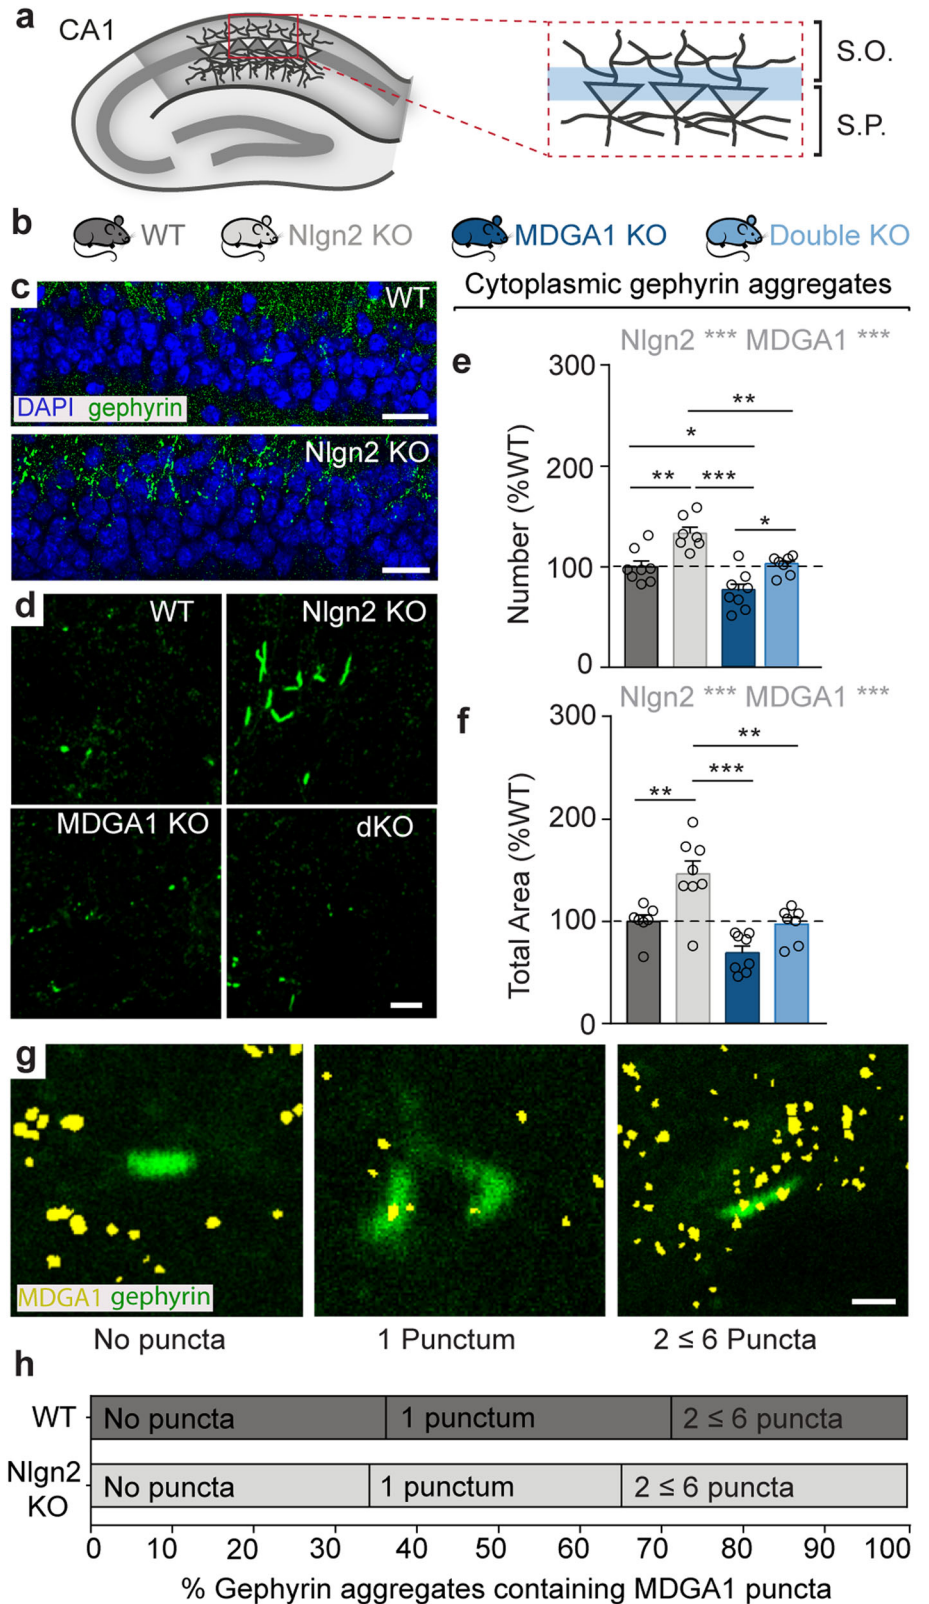 a
CA1
S.O.
S.P.
b
WT
Nlgn2 KO
MDGA1 KO
Double KO
c
WT
DAPI gephyrin
Nlgn2 KO
d
WT
Nlgn2 KO
MDGA1 KO
dKO
Cytoplasmic gephyrin aggregates
e
Nlgn2 *** MDGA1 ***
Number (%WT)
300
200
100
0
**
*
** ***
*
f
Nlgn2 *** MDGA1 ***
Total Area (%WT)
300
200
100
0
**
***
**
g
MDGA1 gephyrin
No puncta
1 Punctum
2 ≤ 6 Puncta
h
WT
No puncta
1 punctum
2 ≤ 6 puncta
Nlgn2
KO
No puncta
1 punctum
2 ≤ 6 puncta
0 10 20 30 40 50 60 70 80 90 100
% Gephyrin aggregates containing MDGA1 puncta